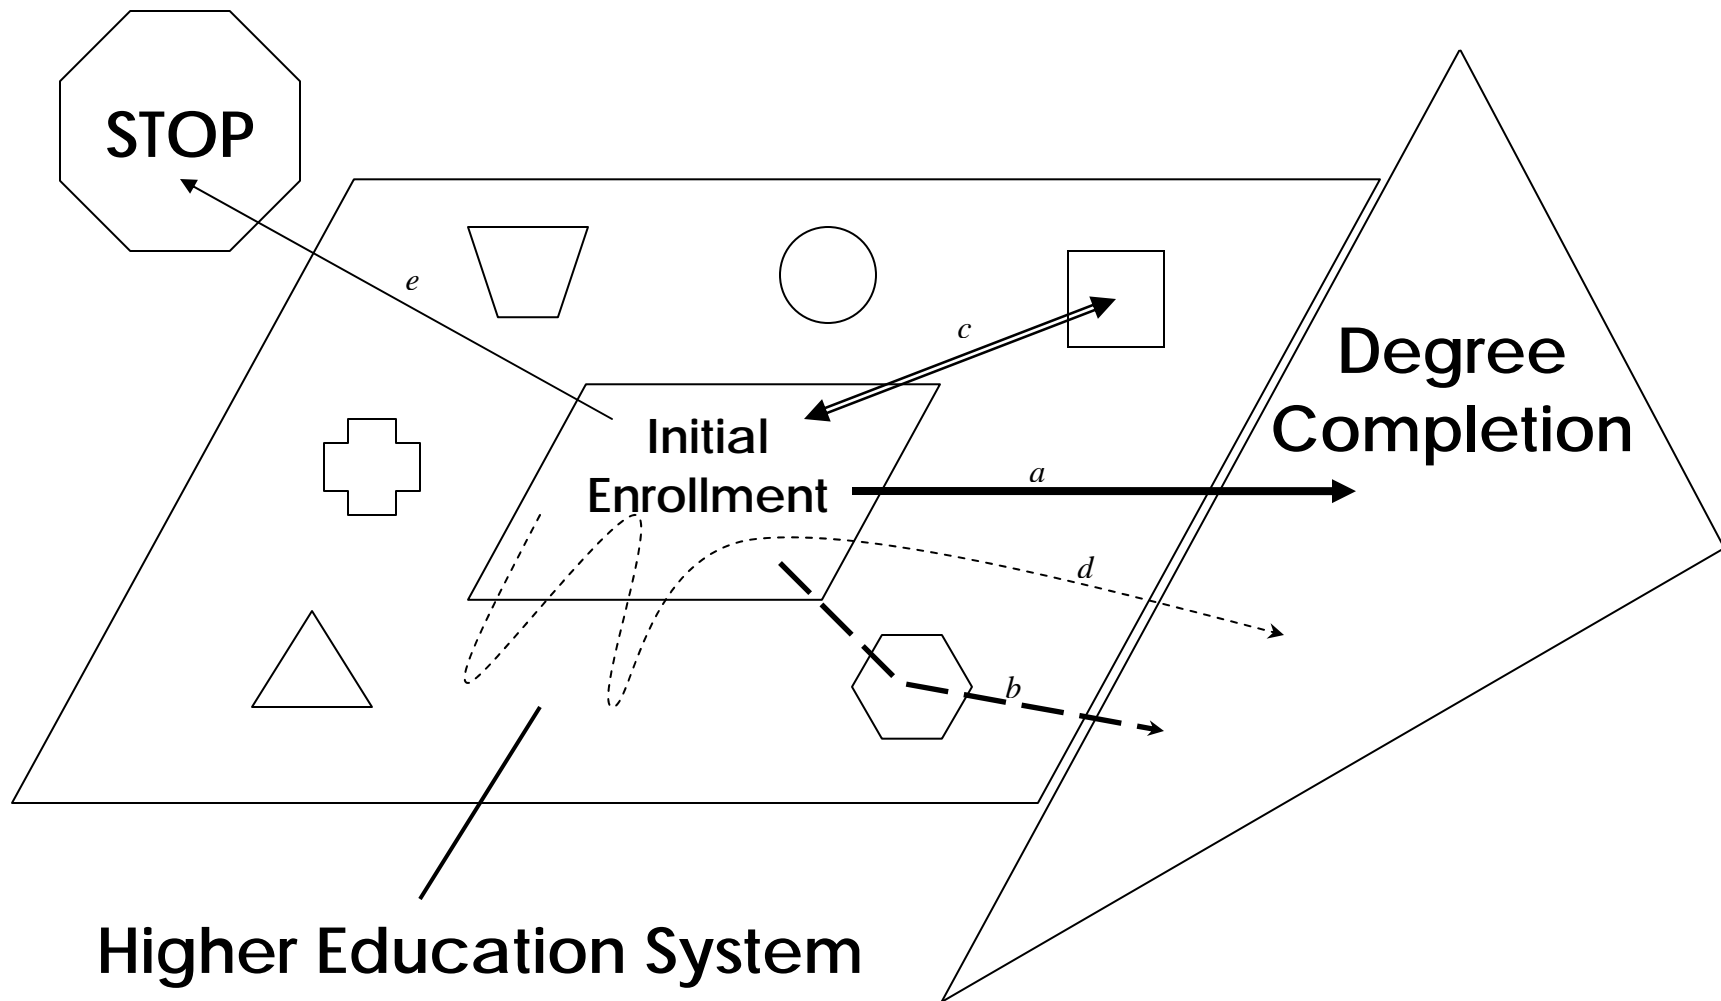 STOP
e
c
Degree
Completion
Initial
Enrollment
a
d
b
Higher Education System